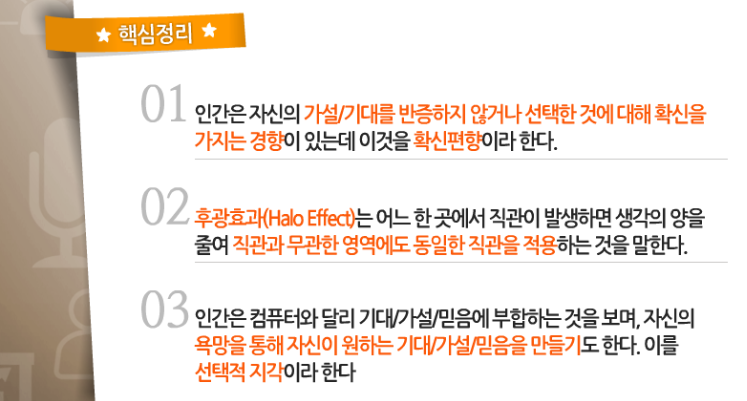 ★ 핵심정리 ★
01 인간은 자신의 가설/기대를 반증하지 않거나 선택한 것에 대해 확신을
가지는 경향이 있는데 이것을 확신편향이라 한다.
02 후광효과(Halo Effect)는 어느 한 곳에서 직관이 발생하면 생각의 양을
줄여 직관과 무관한 영역에도 동일한 직관을 적용하는 것을 말한다.
03 인간은 컴퓨터와 달리 기대/가설/믿음에 부합하는 것을 보며, 자신의
욕망을 통해 자신이 원하는 기대/가설/믿음을 만들기도 한다. 이를
선택적 지각이라 한다